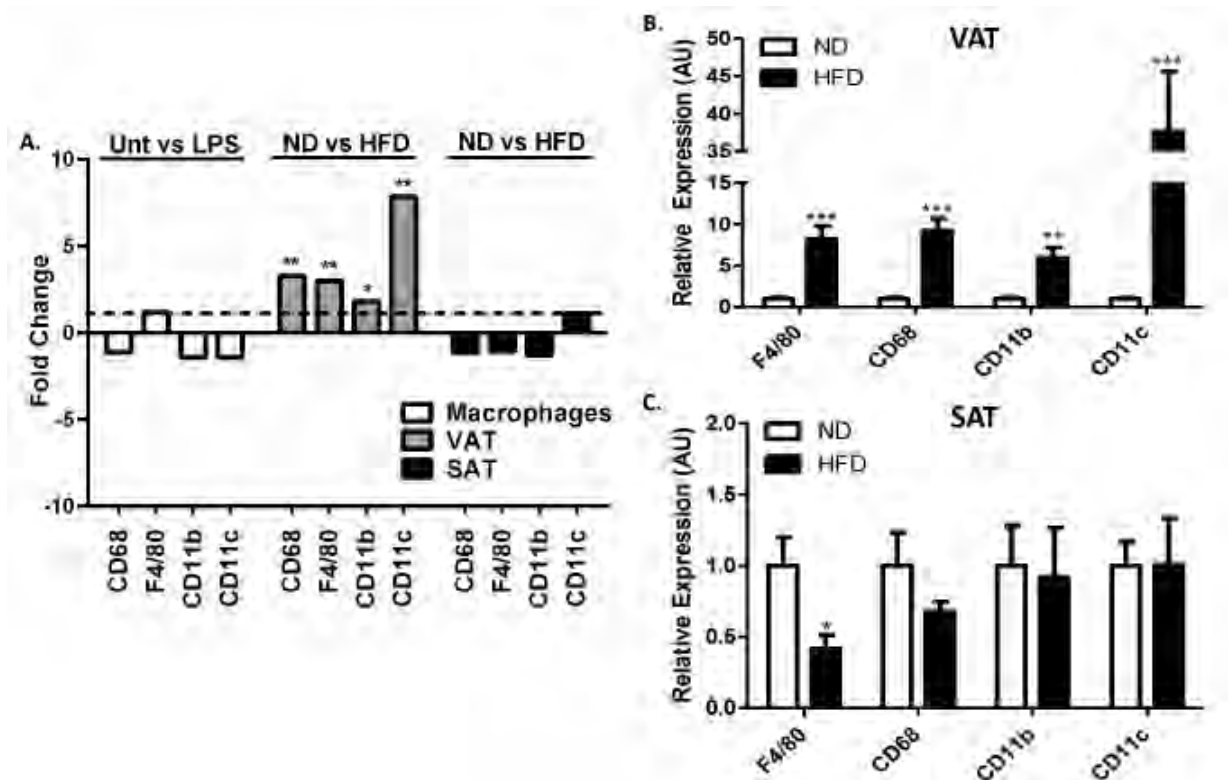 A.
Unt vs LPS ND vs HFD ND vs HFD
10
5
0
-5
-10
Fold Change
** ** * **
Macrophages
VAT
SAT
CD68 F4/80 CD11b CD11c CD68 F4/80 CD11b CD11c CD68 F4/80 CD11b CD11c
B.
VAT
ND
HFD
Relative Expression (AU)
50
45
40
35
15
10
5
0
*** *** ** ***
F4/80 CD68 CD11b CD11c
C.
SAT
ND
HFD
Relative Expression (AU)
2.0
1.5
1.0
0.5
0.0
*
F4/80 CD68 CD11b CD11c